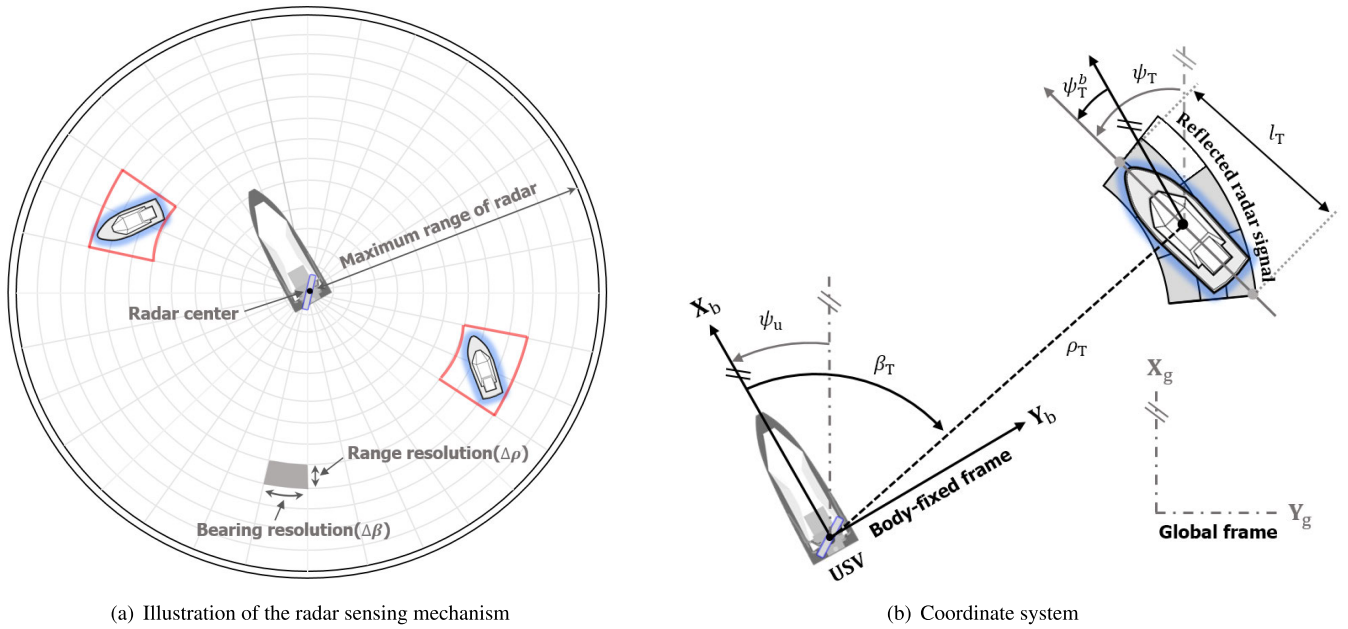 Maximum range of radar
Radar center
Range resolution(Δρ)
Bearing resolution(Δβ)
(a) Illustration of the radar sensing mechanism
ψ_T^b
ψ_T
l_T
Reflected radar signal
X_b
ψ_u
β_T
ρ_T
Y_b
Body-fixed frame
USV
X_g
Y_g
Global frame
(b) Coordinate system